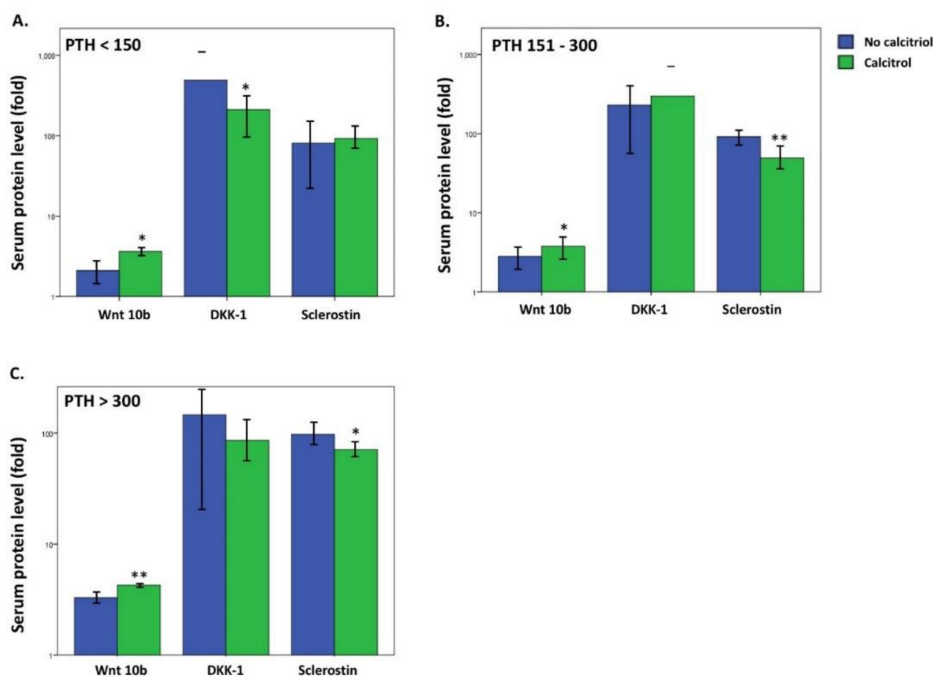 A.
PTH < 150
Serum protein level (fold)
1,000
100
10
1
*
*
Wnt 10b DKK-1 Sclerostin
B.
PTH 151 - 300
Serum protein level (fold)
1,000
100
10
1
*
**
Wnt 10b DKK-1 Sclerostin
No calcitriol
Calcitrol
C.
PTH > 300
Serum protein level (fold)
100
10
1
**
*
Wnt 10b DKK-1 Sclerostin